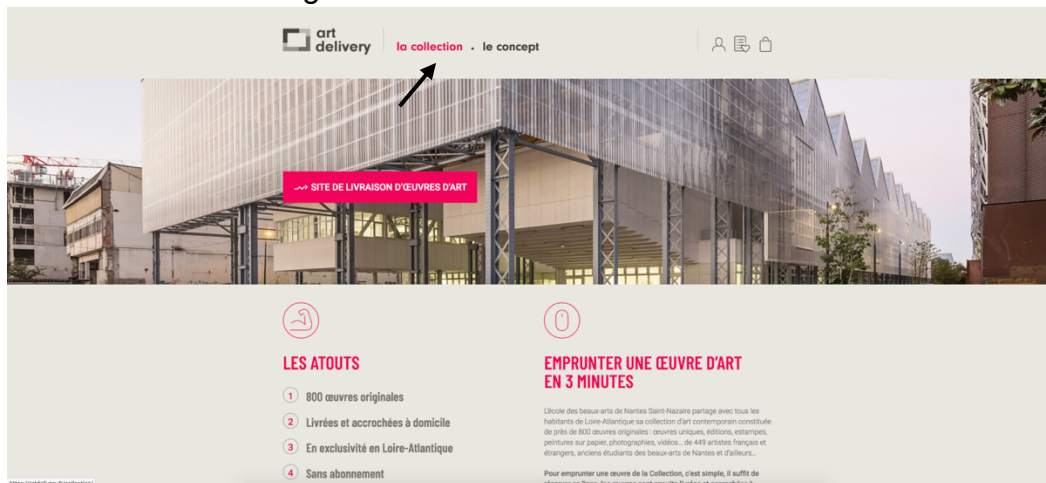 art
delivery
la collection . le concept
SITE DE LIVRAISON D'ŒUVRES D'ART
LES ATOUTS
1 800 œuvres originales
2 Livrées et accrochées à domicile
3 En exclusivité en Loire-Atlantique
4 Sans abonnement
EMPRUNTER UNE ŒUVRE D'ART
EN 3 MINUTES
L'école des beaux-arts de Nantes Saint-Nazaire partage avec tous les
habitants de Loire-Atlantique sa collection d'art contemporain constituée
de près de 800 œuvres originales : œuvres uniques, éditions, estampes,
peintures sur papier, photographies, vidéos... de 449 artistes français et
étrangers, anciens étudiants des beaux-arts de Nantes et d'ailleurs...
Pour emprunter une œuvre de la Collection, c'est simple, il suffit de